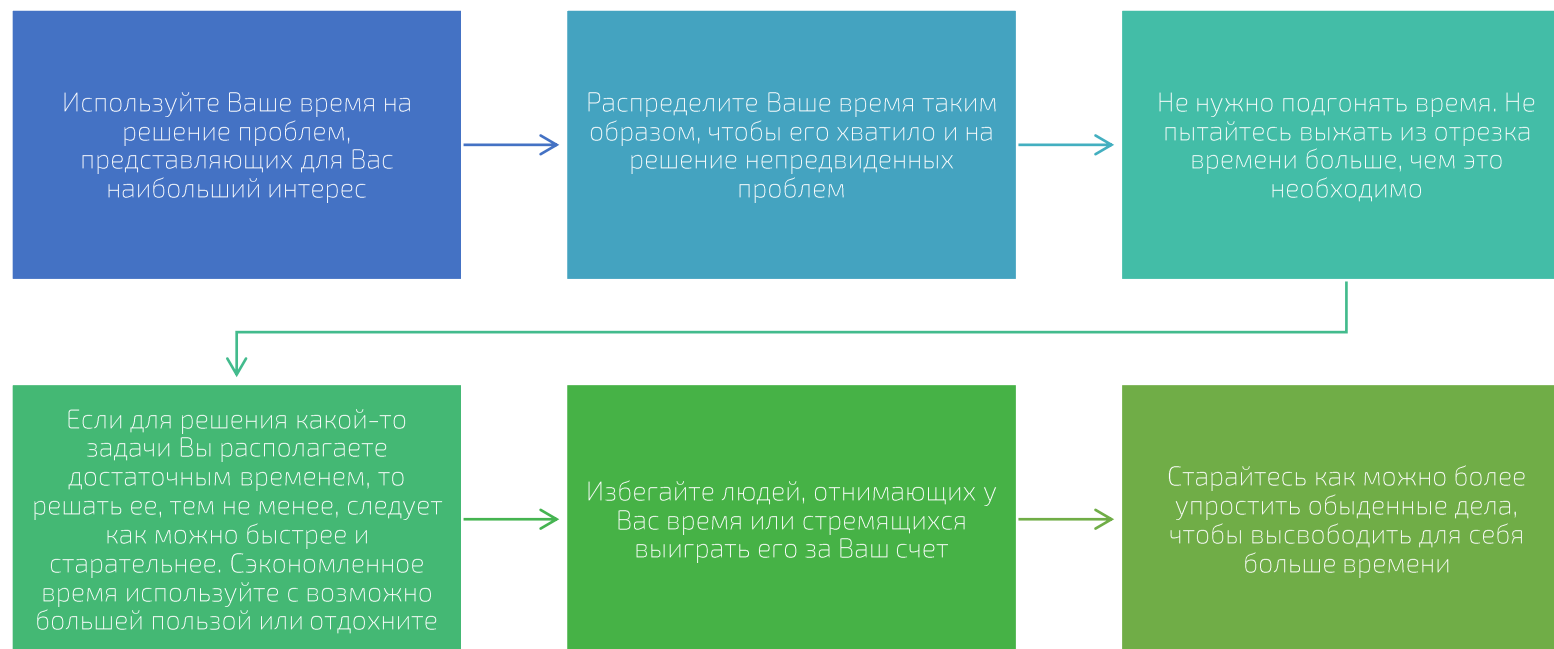 Используйте Ваше время на
решение проблем,
представляющих для Вас
наибольший интерес
Распределите Ваше время таким
образом, чтобы его хватило и на
решение непредвиденных
проблем
Не нужно подгонять время. Не
пытайтесь выжать из отрезка
времени больше, чем это
необходимо
Если для решения какой-то
задачи Вы располагаете
достаточным временем, то
решать ее, тем не менее, следует
как можно быстрее и
старательнее. Сэкономленное
время используйте с возможно
большей пользой или отдохните
Избегайте людей, отнимающих у
Вас время или стремящихся
выиграть его за Ваш счет
Старайтесь как можно более
упростить обыденные дела,
чтобы высвободить для себя
больше времени